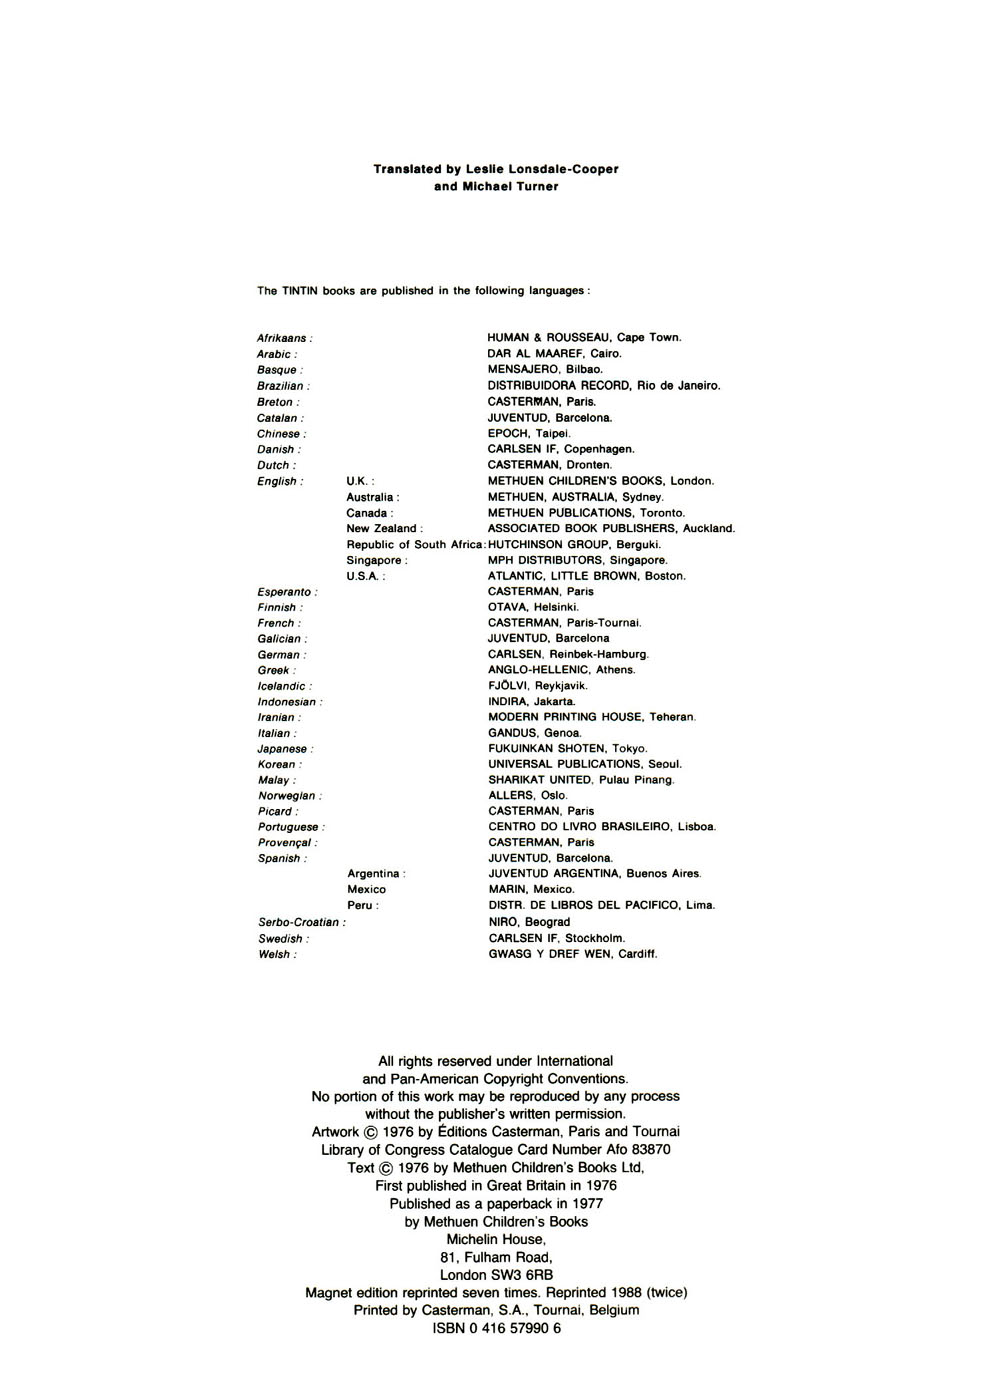 Translated by Leslie Lonsdale-Cooper
and Michael Turner
The TINTIN books are published in the following languages :
Afrikaans : HUMAN & ROUSSEAU, Cape Town.
Arabic : DAR AL MAAREF, Cairo.
Basque : MENSAJERO, Bilbao.
Brazilian : DISTRIBUIDORA RECORD, Rio de Janeiro.
Breton : CASTERMAN, Paris.
Catalan : JUVENTUD, Barcelona.
Chinese : EPOCH, Taipei.
Danish : CARLSEN IF, Copenhagen.
Dutch : CASTERMAN, Dronten.
English : U.K. : METHUEN CHILDREN'S BOOKS, London.
Australia : METHUEN, AUSTRALIA, Sydney.
Canada : METHUEN PUBLICATIONS, Toronto.
New Zealand : ASSOCIATED BOOK PUBLISHERS, Auckland.
Republic of South Africa: HUTCHINSON GROUP, Berguki.
Singapore : MPH DISTRIBUTORS, Singapore.
U.S.A. : ATLANTIC, LITTLE BROWN, Boston.
Esperanto : CASTERMAN, Paris
Finnish : OTAVA, Helsinki.
French : CASTERMAN, Paris-Tournai.
Galician : JUVENTUD, Barcelona
German : CARLSEN, Reinbek-Hamburg.
Greek : ANGLO-HELLENIC, Athens.
Icelandic : FJÖLVI, Reykjavik.
Indonesian : INDIRA, Jakarta.
Iranian : MODERN PRINTING HOUSE, Teheran.
Italian : GANDUS, Genoa.
Japanese : FUKUINKAN SHOTEN, Tokyo.
Korean : UNIVERSAL PUBLICATIONS, Seoul.
Malay : SHARIKAT UNITED, Pulau Pinang.
Norwegian : ALLERS, Oslo.
Picard : CASTERMAN, Paris
Portuguese : CENTRO DO LIVRO BRASILEIRO, Lisboa.
Provençal : CASTERMAN, Paris
Spanish : JUVENTUD, Barcelona.
Argentina : JUVENTUD ARGENTINA, Buenos Aires.
Mexico MARIN, Mexico.
Peru : DISTR. DE LIBROS DEL PACIFICO, Lima.
Serbo-Croatian : NIRO, Beograd
Swedish : CARLSEN IF, Stockholm.
Welsh : GWASG Y DREF WEN, Cardiff.
All rights reserved under International
and Pan-American Copyright Conventions.
No portion of this work may be reproduced by any process
without the publisher's written permission.
Artwork © 1976 by Éditions Casterman, Paris and Tournai
Library of Congress Catalogue Card Number Afo 83870
Text © 1976 by Methuen Children's Books Ltd,
First published in Great Britain in 1976
Published as a paperback in 1977
by Methuen Children's Books
Michelin House,
81, Fulham Road,
London SW3 6RB
Magnet edition reprinted seven times. Reprinted 1988 (twice)
Printed by Casterman, S.A., Tournai, Belgium
ISBN 0 416 57990 6